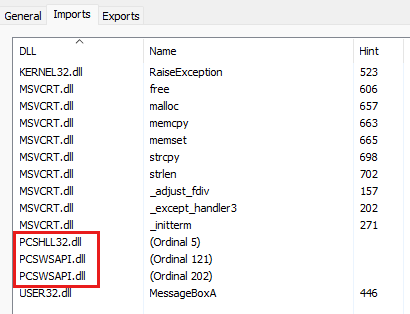 General Imports Exports
DLL Name Hint
KERNEL32.dll RaiseException 523
MSVCRT.dll free 606
MSVCRT.dll malloc 657
MSVCRT.dll memcpy 663
MSVCRT.dll memset 665
MSVCRT.dll strcpy 698
MSVCRT.dll strlen 702
MSVCRT.dll _adjust_fdiv 157
MSVCRT.dll _except_handler3 202
MSVCRT.dll _initterm 271
PCSHLL32.dll (Ordinal 5)
PCSWSAPI.dll (Ordinal 121)
PCSWSAPI.dll (Ordinal 202)
USER32.dll MessageBoxA 446